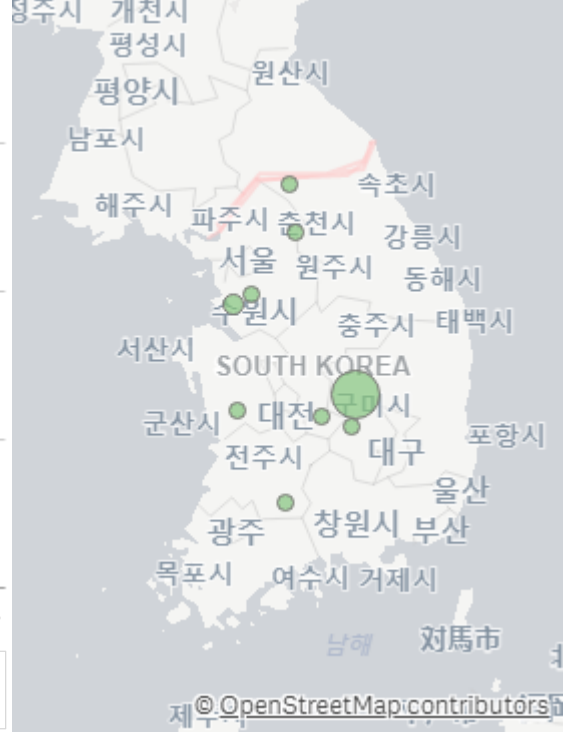 개천시
평성시
원산시
평양시
남포시
속초시
해주시
파주시
춘천시
강릉시
서울
원주시
동해시
수원시
충주시
태백시
서산시
SOUTH KOREA
구미시
군산시
대전
포항시
대구
전주시
울산
광주
창원시
부산
목포시
여수시
거제시
남해
対馬市
© OpenStreetMap contributors